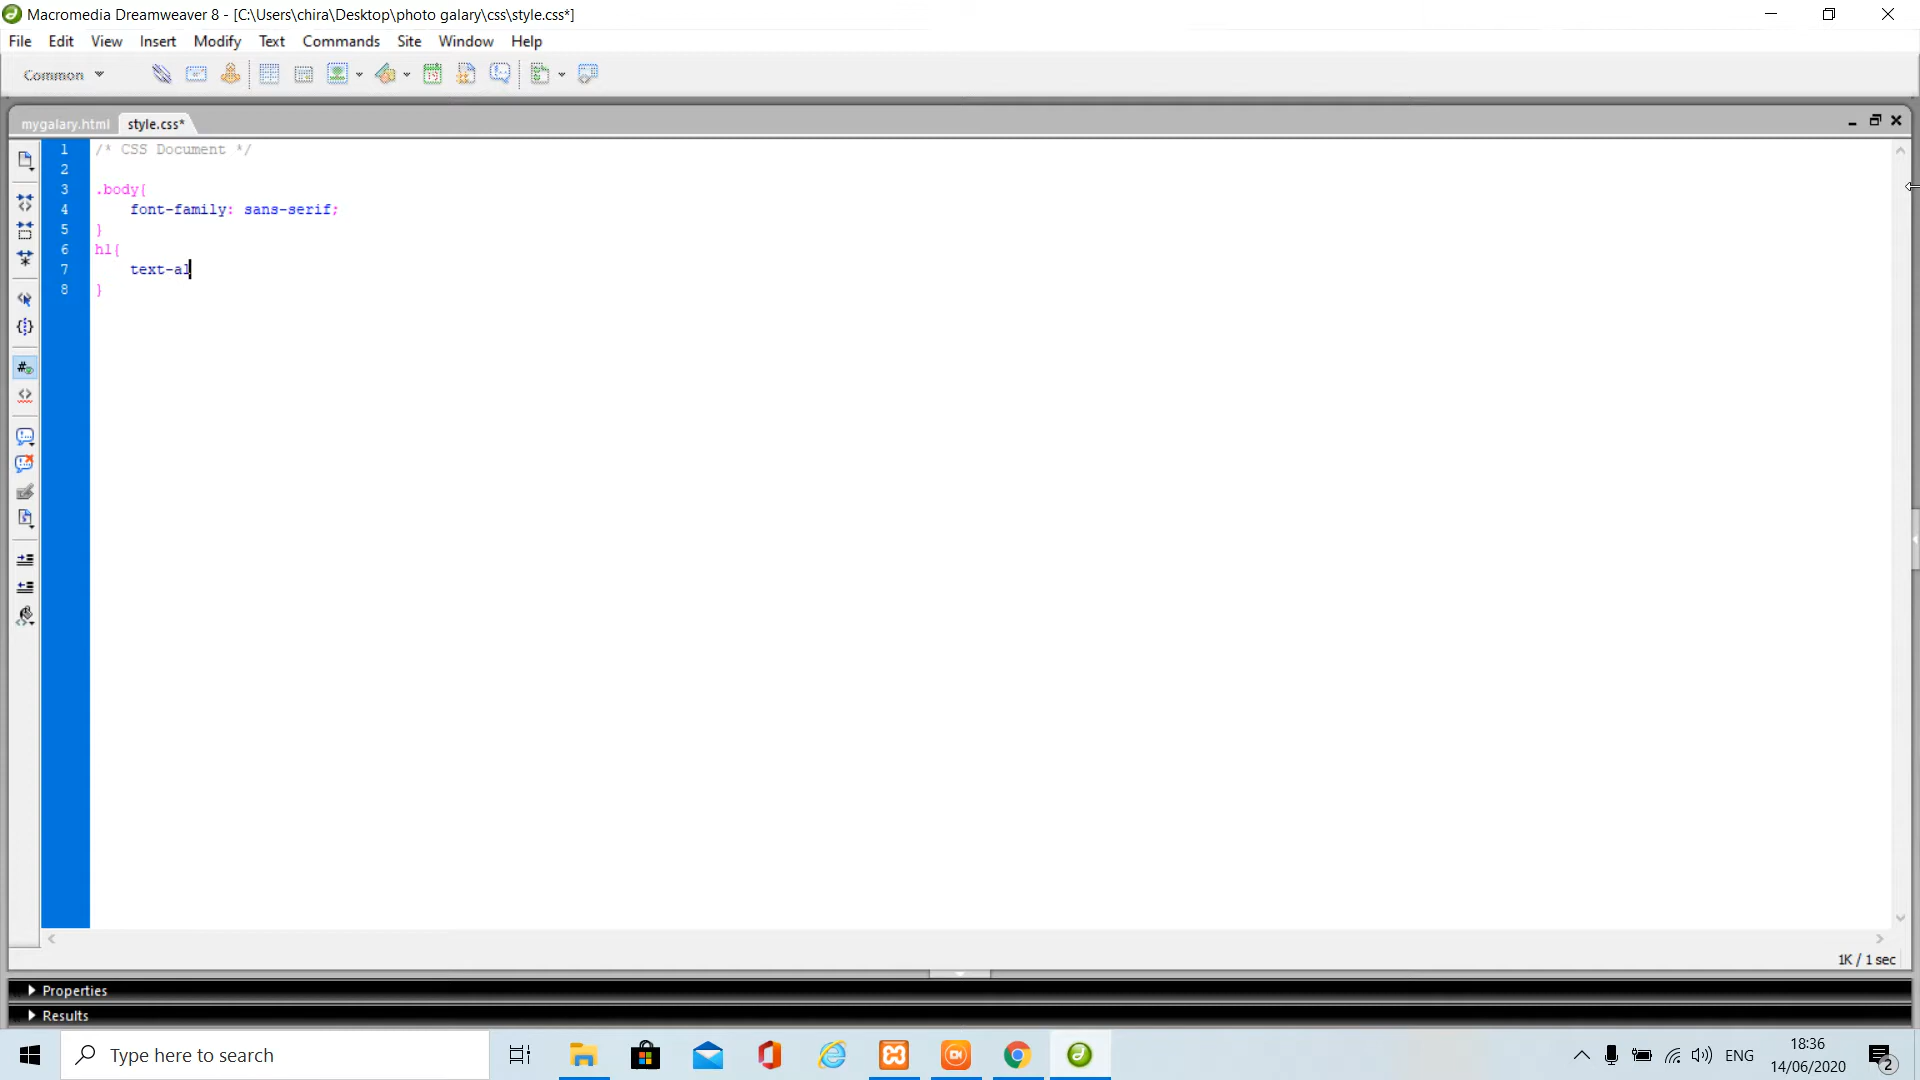 Macromedia Dreamweaver 8 - [C:\Users\chira\Desktop\photo galary\css\style.css*]
File Edit View Insert Modify Text Commands Site Window Help
Common
mygalary.html style.css*
1 /* CSS Document */
2
3 .body{
4 font-family: sans-serif;
5 }
6 h1{
7 text-al
8 }
1K / 1 sec
Properties
Results
Type here to search
ENG
18:36
14/06/2020
2